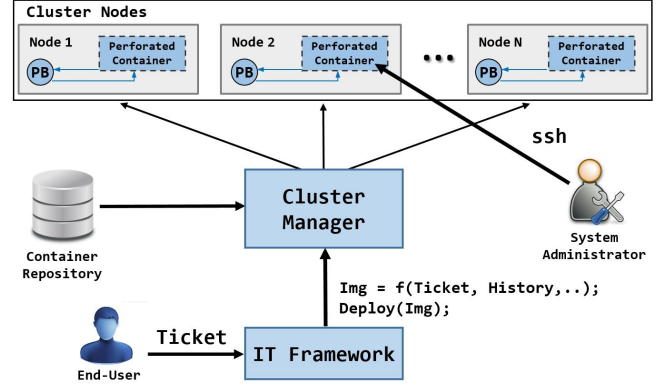 Cluster Nodes
Node 1
Perforated
Container
PB
Node 2
Perforated
Container
PB
...
Node N
Perforated
Container
PB
ssh
Cluster
Manager
Container
Repository
System
Administrator
Img = f(Ticket, History,..);
Deploy(Img);
Ticket
IT Framework
End-User